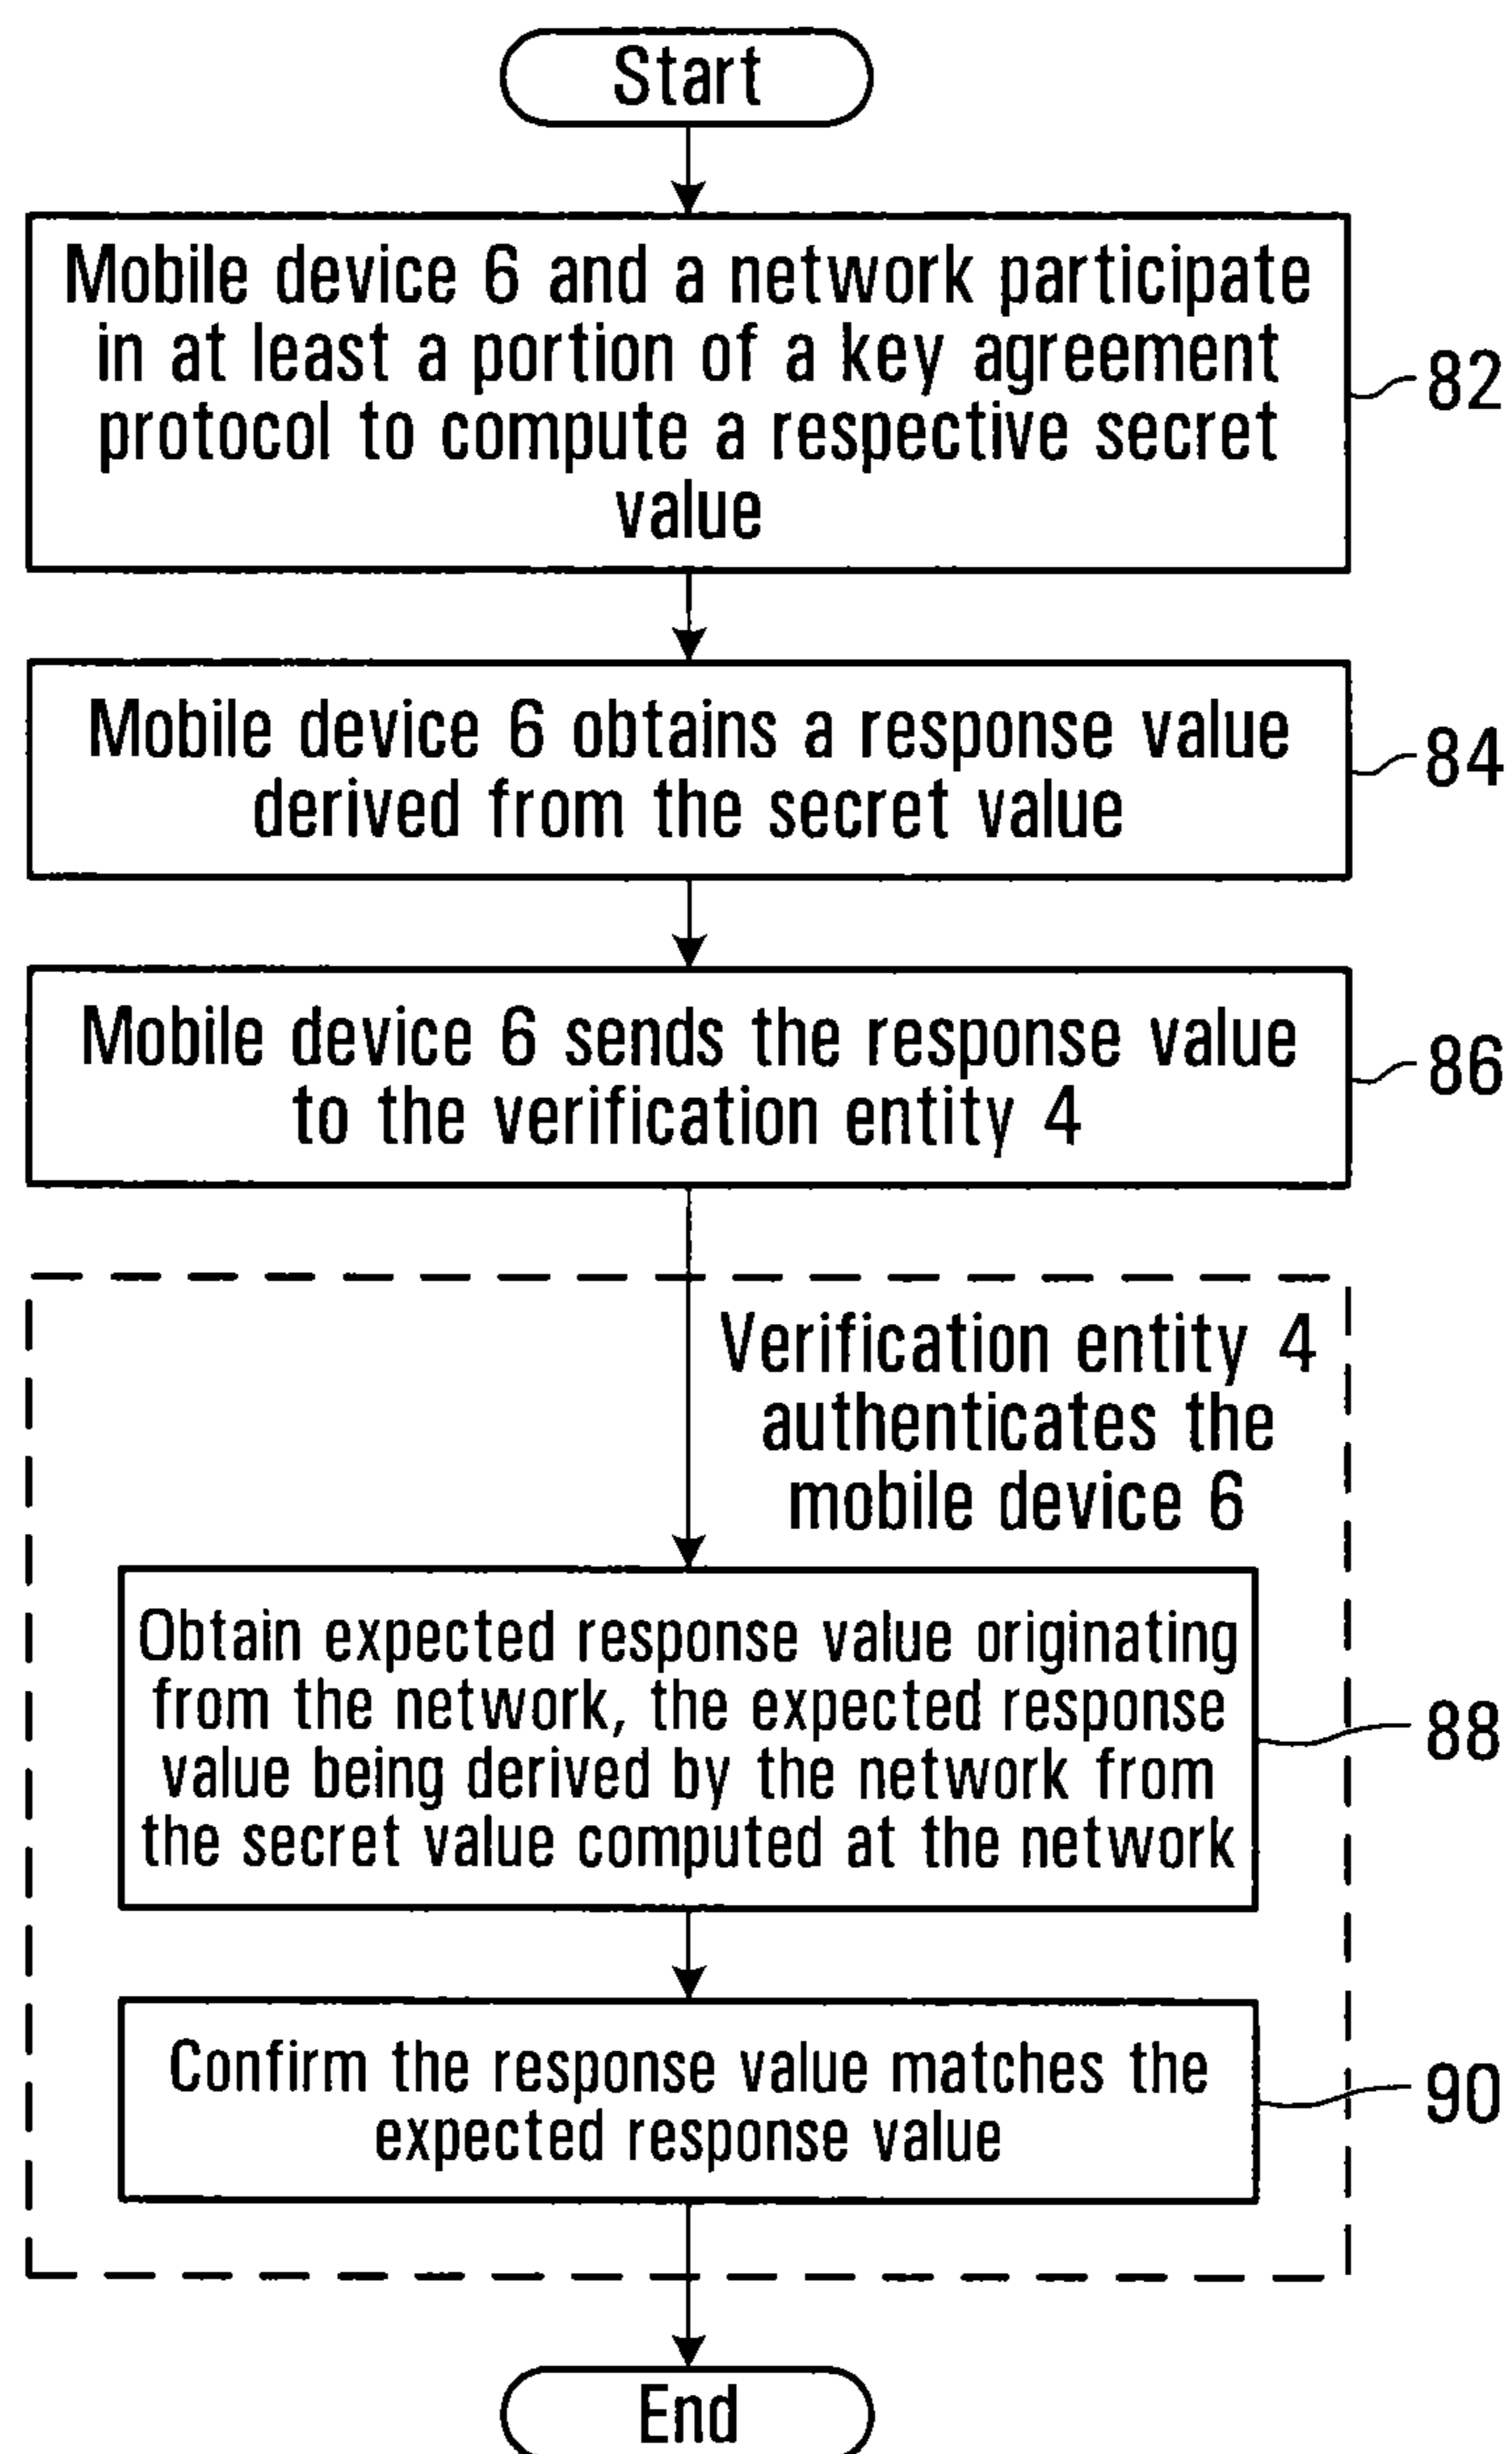 Start
Mobile device 6 and a network participate
in at least a portion of a key agreement
protocol to compute a respective secret
value
82
Mobile device 6 obtains a response value
derived from the secret value
84
Mobile device 6 sends the response value
to the verification entity 4
86
Verification entity 4
authenticates the
mobile device 6
Obtain expected response value originating
from the network, the expected response
value being derived by the network from
the secret value computed at the network
88
Confirm the response value matches the
expected response value
90
End